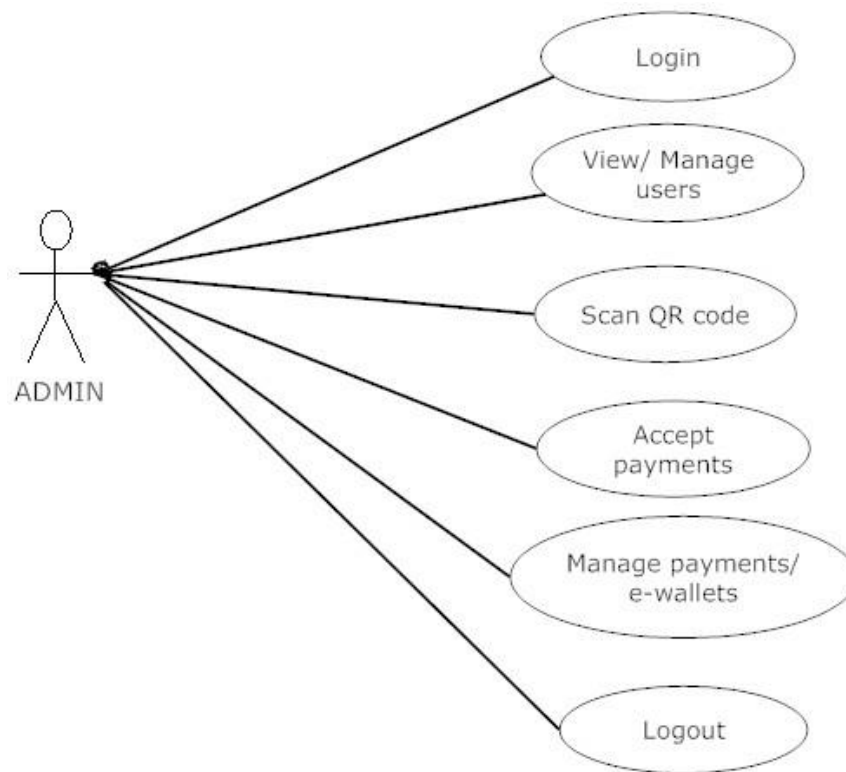 Login
View/ Manage
users
Scan QR code
ADMIN
Accept
payments
Manage payments/
e-wallets
Logout